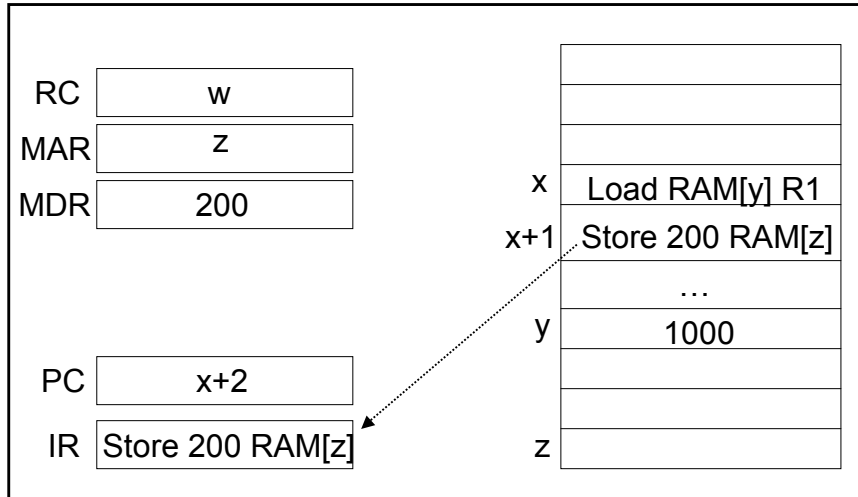 RC w
MAR z
MDR 200
PC x+2
IR Store 200 RAM[z]
x Load RAM[y] R1
x+1 Store 200 RAM[z]
...
y 1000
z